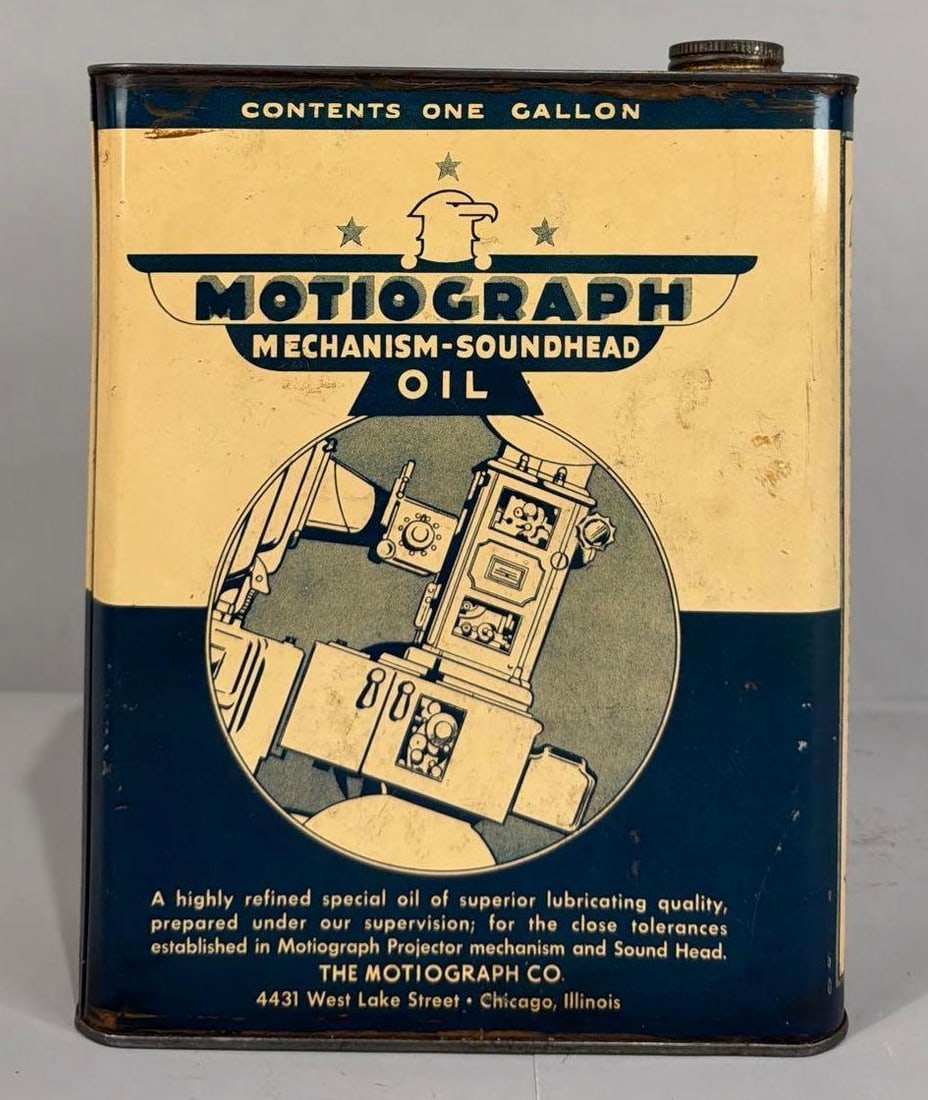 CONTENTS ONE GALLON
MOTIOGRAPH
MECHANISM-SOUNDHEAD
OIL
A highly refined special oil of superior lubricating quality,
prepared under our supervision; for the close tolerances
established in Motiograph Projector mechanism and Sound Head.
THE MOTIOGRAPH CO.
4431 West Lake Street • Chicago, Illinois